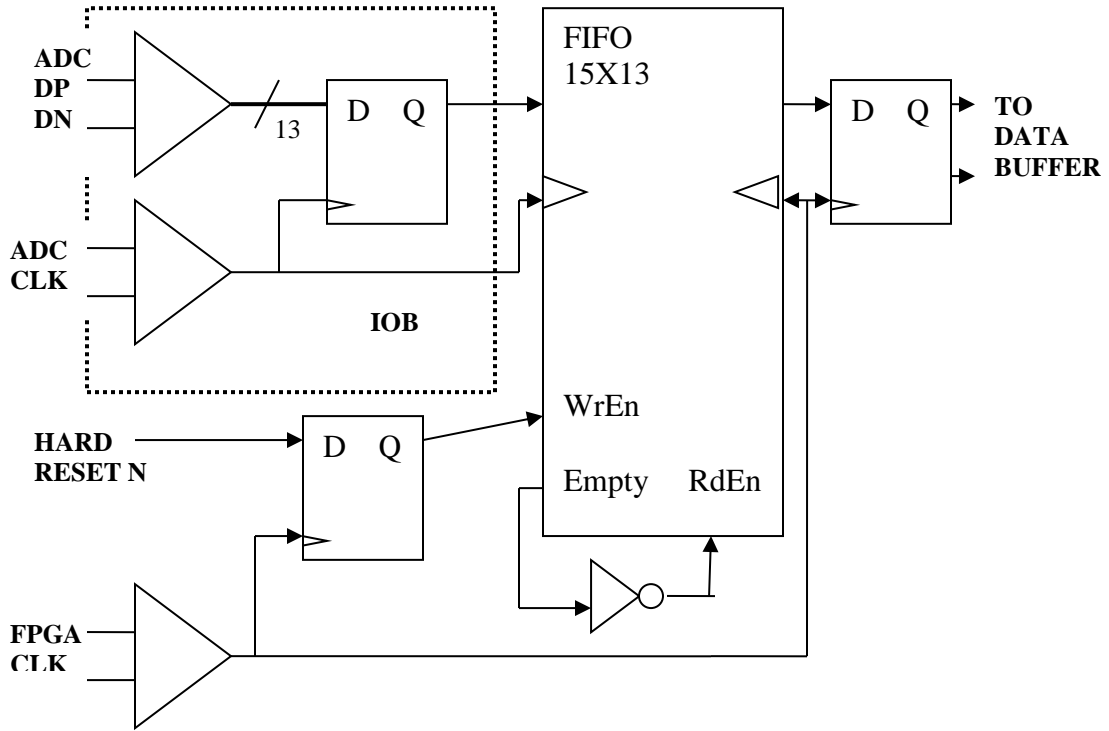 ADC
DP
DN
13
D Q
FIFO
15X13
D Q
TO
DATA
BUFFER
ADC
CLK
IOB
WrEn
HARD
RESET N
D Q
Empty RdEn
FPGA
CLK